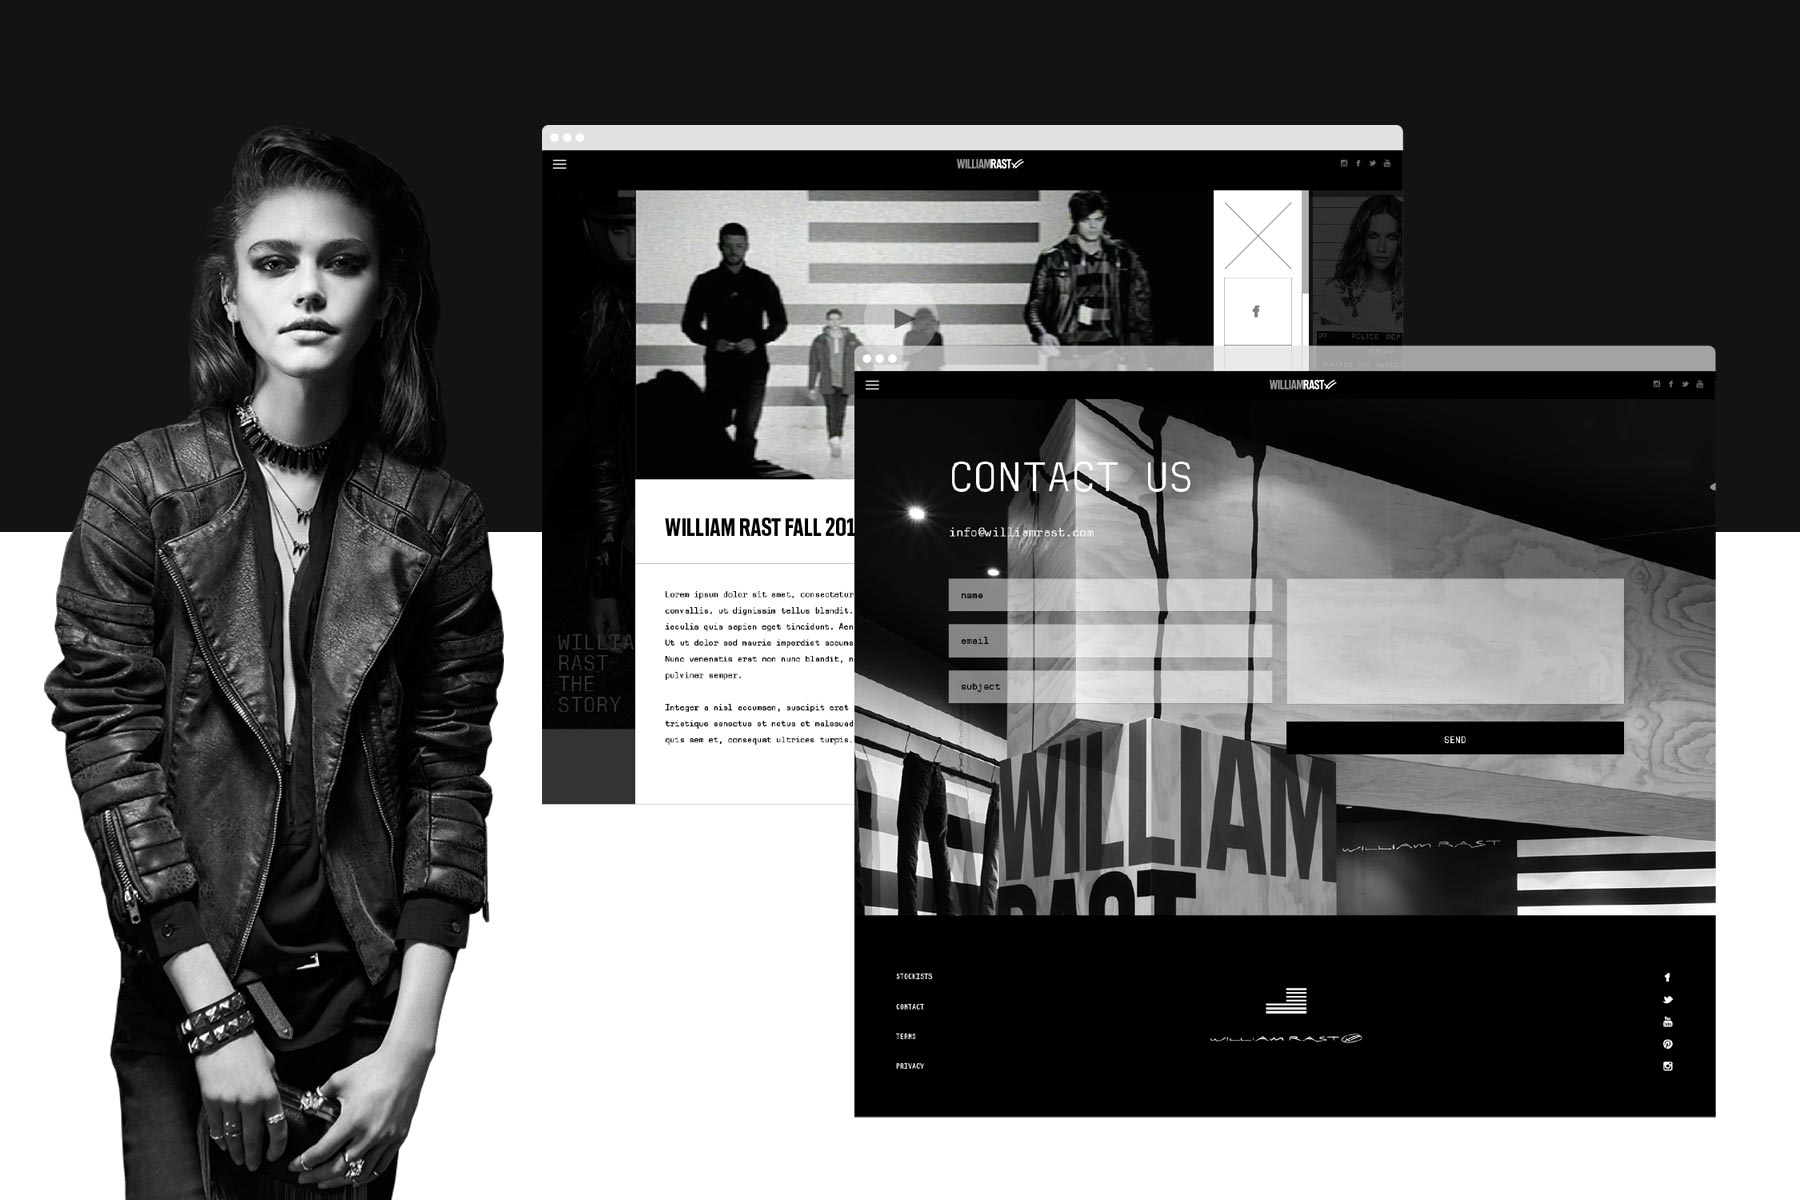 WILLIAMRAST
WILLIA
RAST
THE
STORY
POLICE DEP
WILLIAM RAST FALL 201
Lorem ipsum dolor sit amet, consectetur
convallis, ut dignissim tellus blandit.
iaculis quis sapien eget tincidunt. Aen
Ut ut dolor sed mauris imperdiet accums
Nunc venenatis erat non nunc blandit, n
pulvinar semper.
Integer a nisl accumsan, suscipit erat
tristique senectus et netus et malesuad
quis sem et, consequat ultrices turpis.
WILLIAMRAST
CONTACT US
info@williamrast.com
name
email
subject
SEND
WILLIAM
RAST
WILLIAM RAST
STOCKISTS
CONTACT
TERMS
PRIVACY
WILLIAM RAST